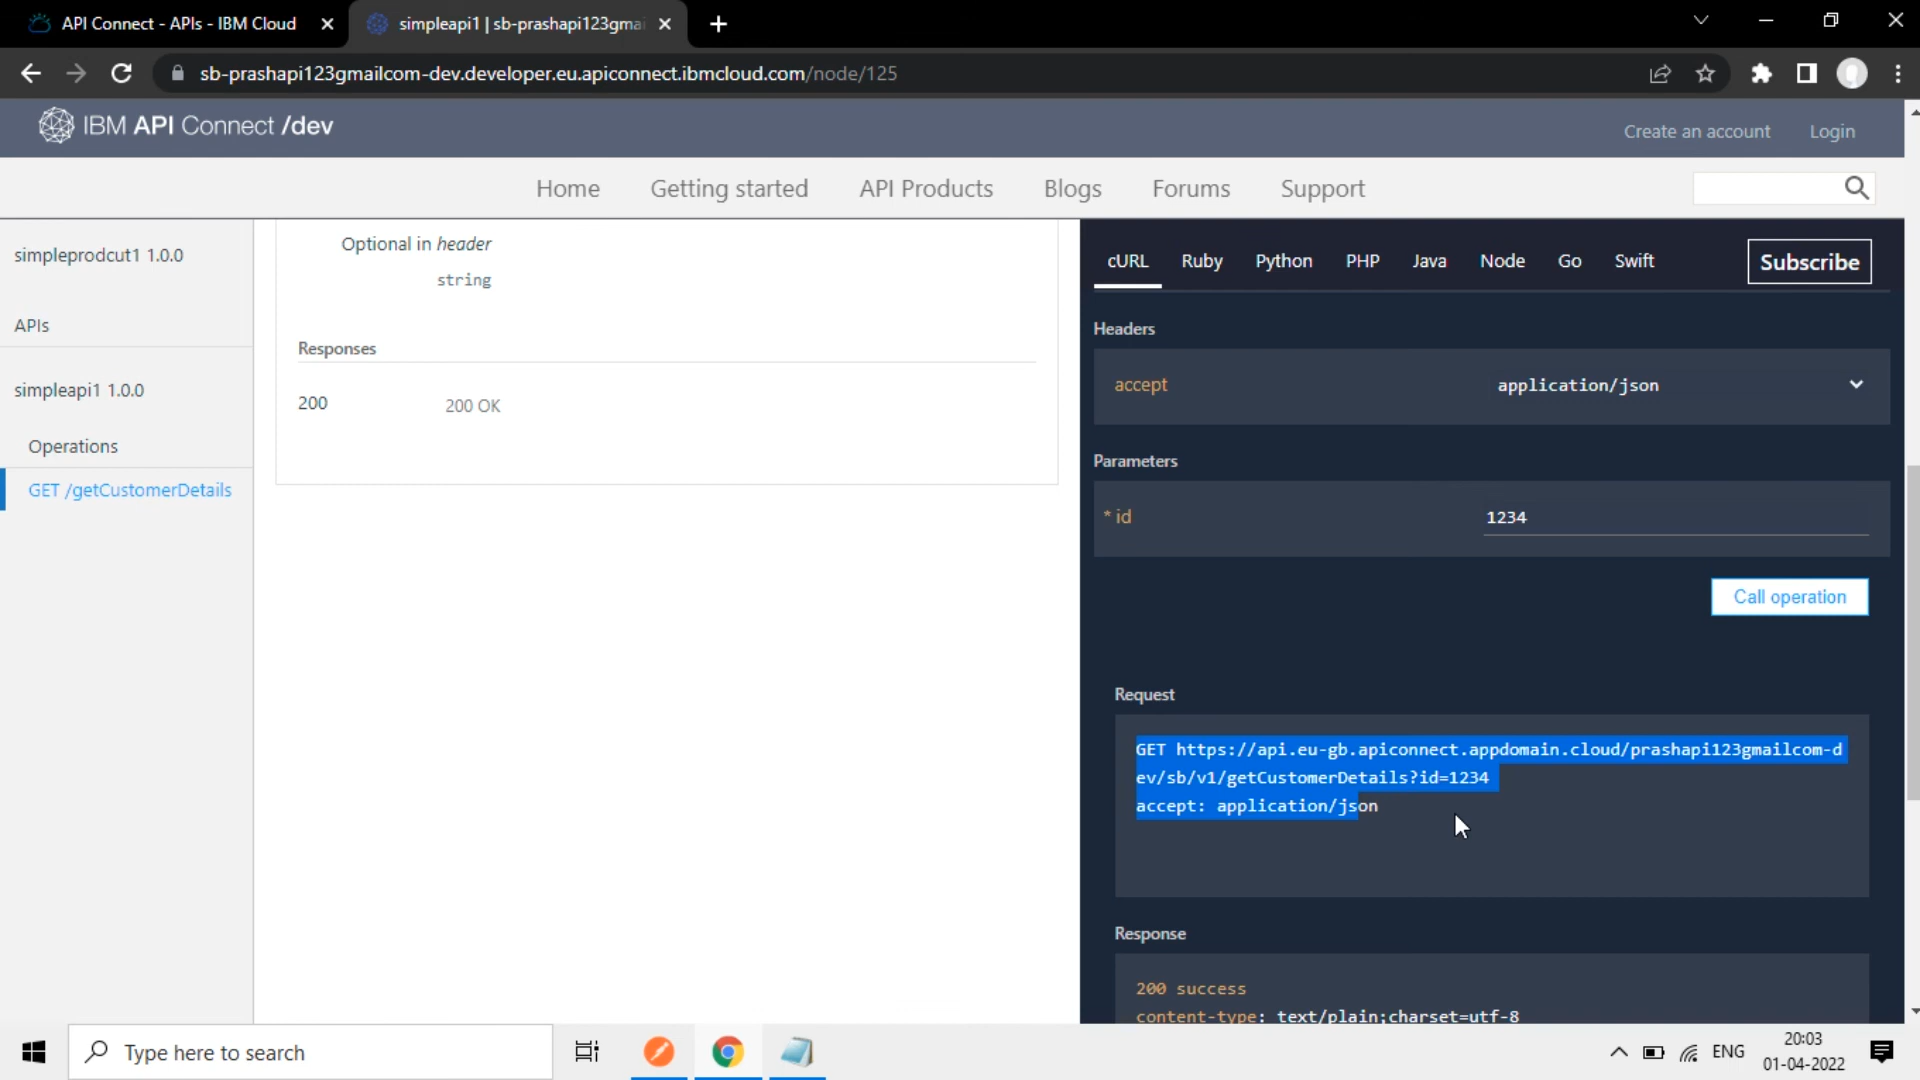 API Connect - APIs - IBM Cloud
simpleapi1 | sb-prashapi123gmai
sb-prashapi123gmailcom-dev.developer.eu.apiconnect.ibmcloud.com/node/125
IBM API Connect /dev
Create an account
Login
Home
Getting started
API Products
Blogs
Forums
Support
simpleprodcut1 1.0.0
APIs
simpleapi1 1.0.0
Operations
GET /getCustomerDetails
Optional in header
string
Responses
200
200 OK
cURL
Ruby
Python
PHP
Java
Node
Go
Swift
Subscribe
Headers
accept
application/json
Parameters
* id
1234
Call operation
Request
GET https://api.eu-gb.apiconnect.appdomain.cloud/prashapi123gmailcom-d
ev/sb/v1/getCustomerDetails?id=1234
accept: application/json
Response
200 success
content-type: text/plain;charset=utf-8
Type here to search
ENG
20:03
01-04-2022